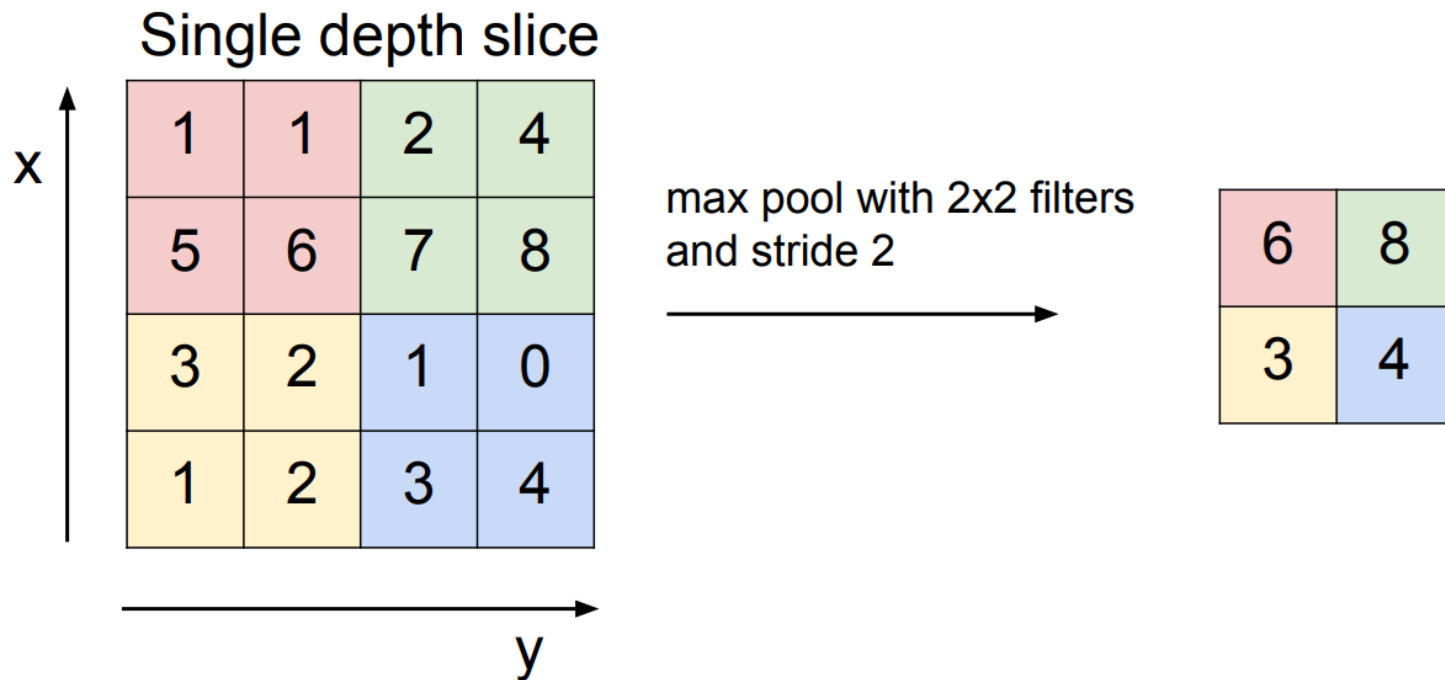 Single depth slice
x
1 1 2 4
5 6 7 8
3 2 1 0
1 2 3 4
y
max pool with 2x2 filters
and stride 2
6 8
3 4